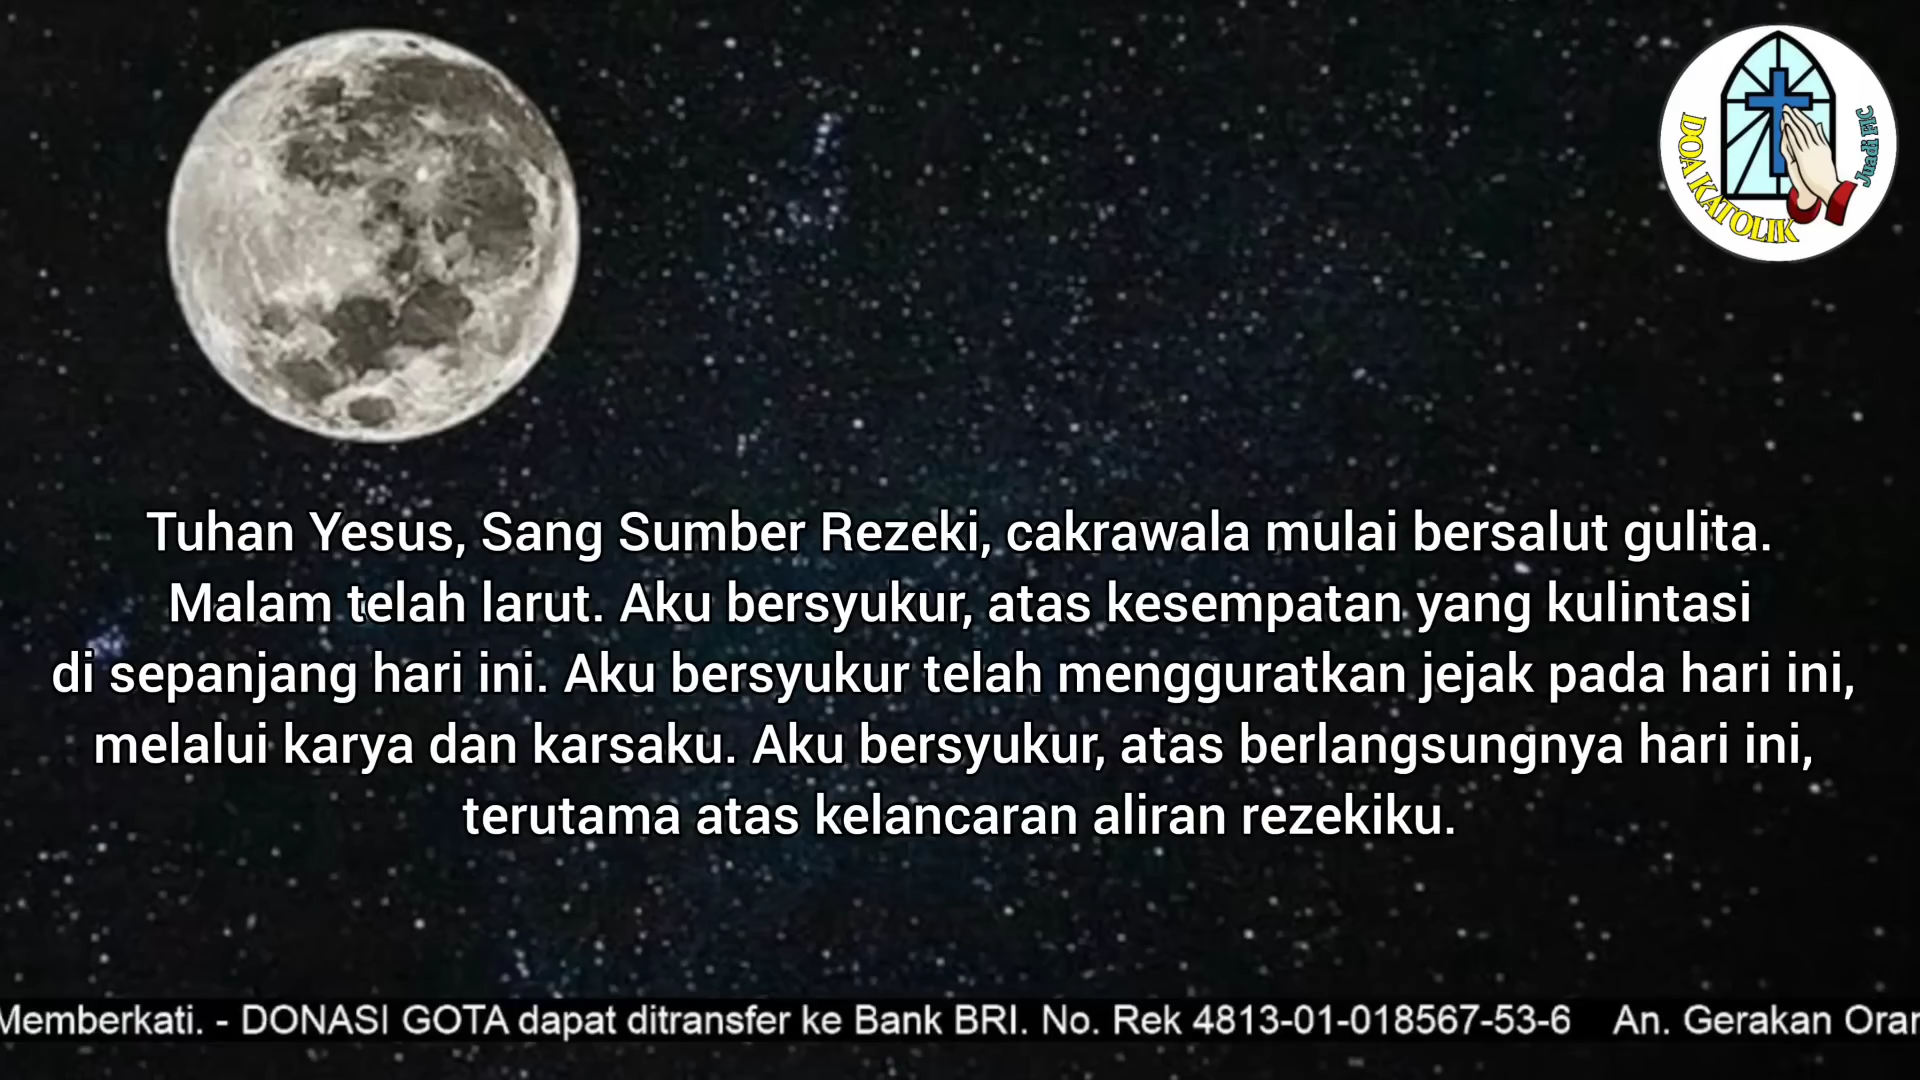 DOA KATOLIK
Juadi FIC
Tuhan Yesus, Sang Sumber Rezeki, cakrawala mulai bersalut gulita.
Malam telah larut. Aku bersyukur, atas kesempatan yang kulintasi
di sepanjang hari ini. Aku bersyukur telah mengguratkan jejak pada hari ini,
melalui karya dan karsaku. Aku bersyukur, atas berlangsungnya hari ini,
terutama atas kelancaran aliran rezekiku.
Memberkati. - DONASI GOTA dapat ditransfer ke Bank BRI. No. Rek 4813-01-018567-53-6 An. Gerakan Oran